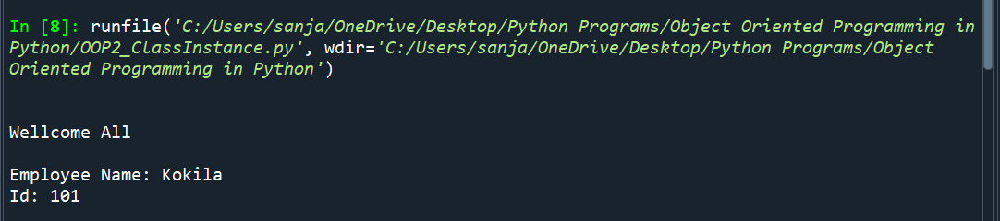 In [8]: runfile('C:/Users/sanja/OneDrive/Desktop/Python Programs/Object Oriented Programming in
Python/OOP2_ClassInstance.py', wdir='C:/Users/sanja/OneDrive/Desktop/Python Programs/Object
Oriented Programming in Python')
Wellcome All
Employee Name: Kokila
Id: 101